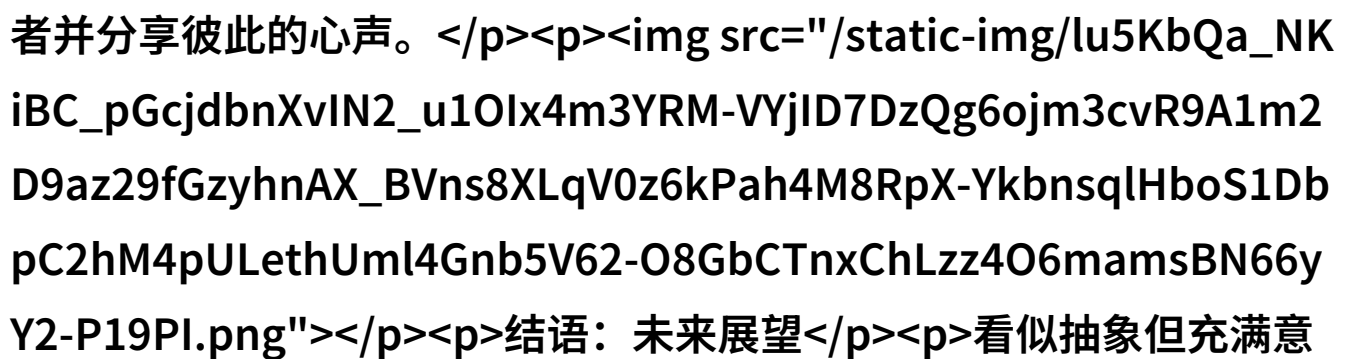 者并分享彼此的心声。</p><p><img src="/static-img/lu5KbQa_NK
iBC_pGcjdbnXvIN2_u1OIx4m3YRM-VYjID7DzQg6ojm3cvR9A1m2
D9az29fGzyhnAX_BVns8XLqV0z6kPah4M8RpX-YkbnsqlHboS1Db
pC2hM4pULethUml4Gnb5V62-O8GbCTnxChLzz4O6mamsBN66y
Y2-P19PI.png"></p><p>结语：未来展望</p><p>看似抽象但充满意